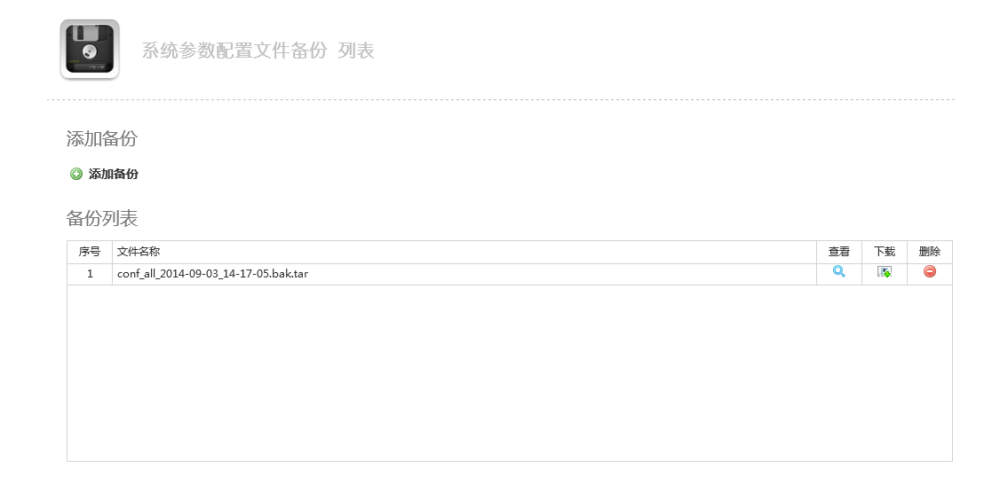 系统参数配置文件备份 列表
添加备份
添加备份
备份列表
序号 文件名称 查看 下载 删除
1 conf_all_2014-09-03_14-17-05.bak.tar